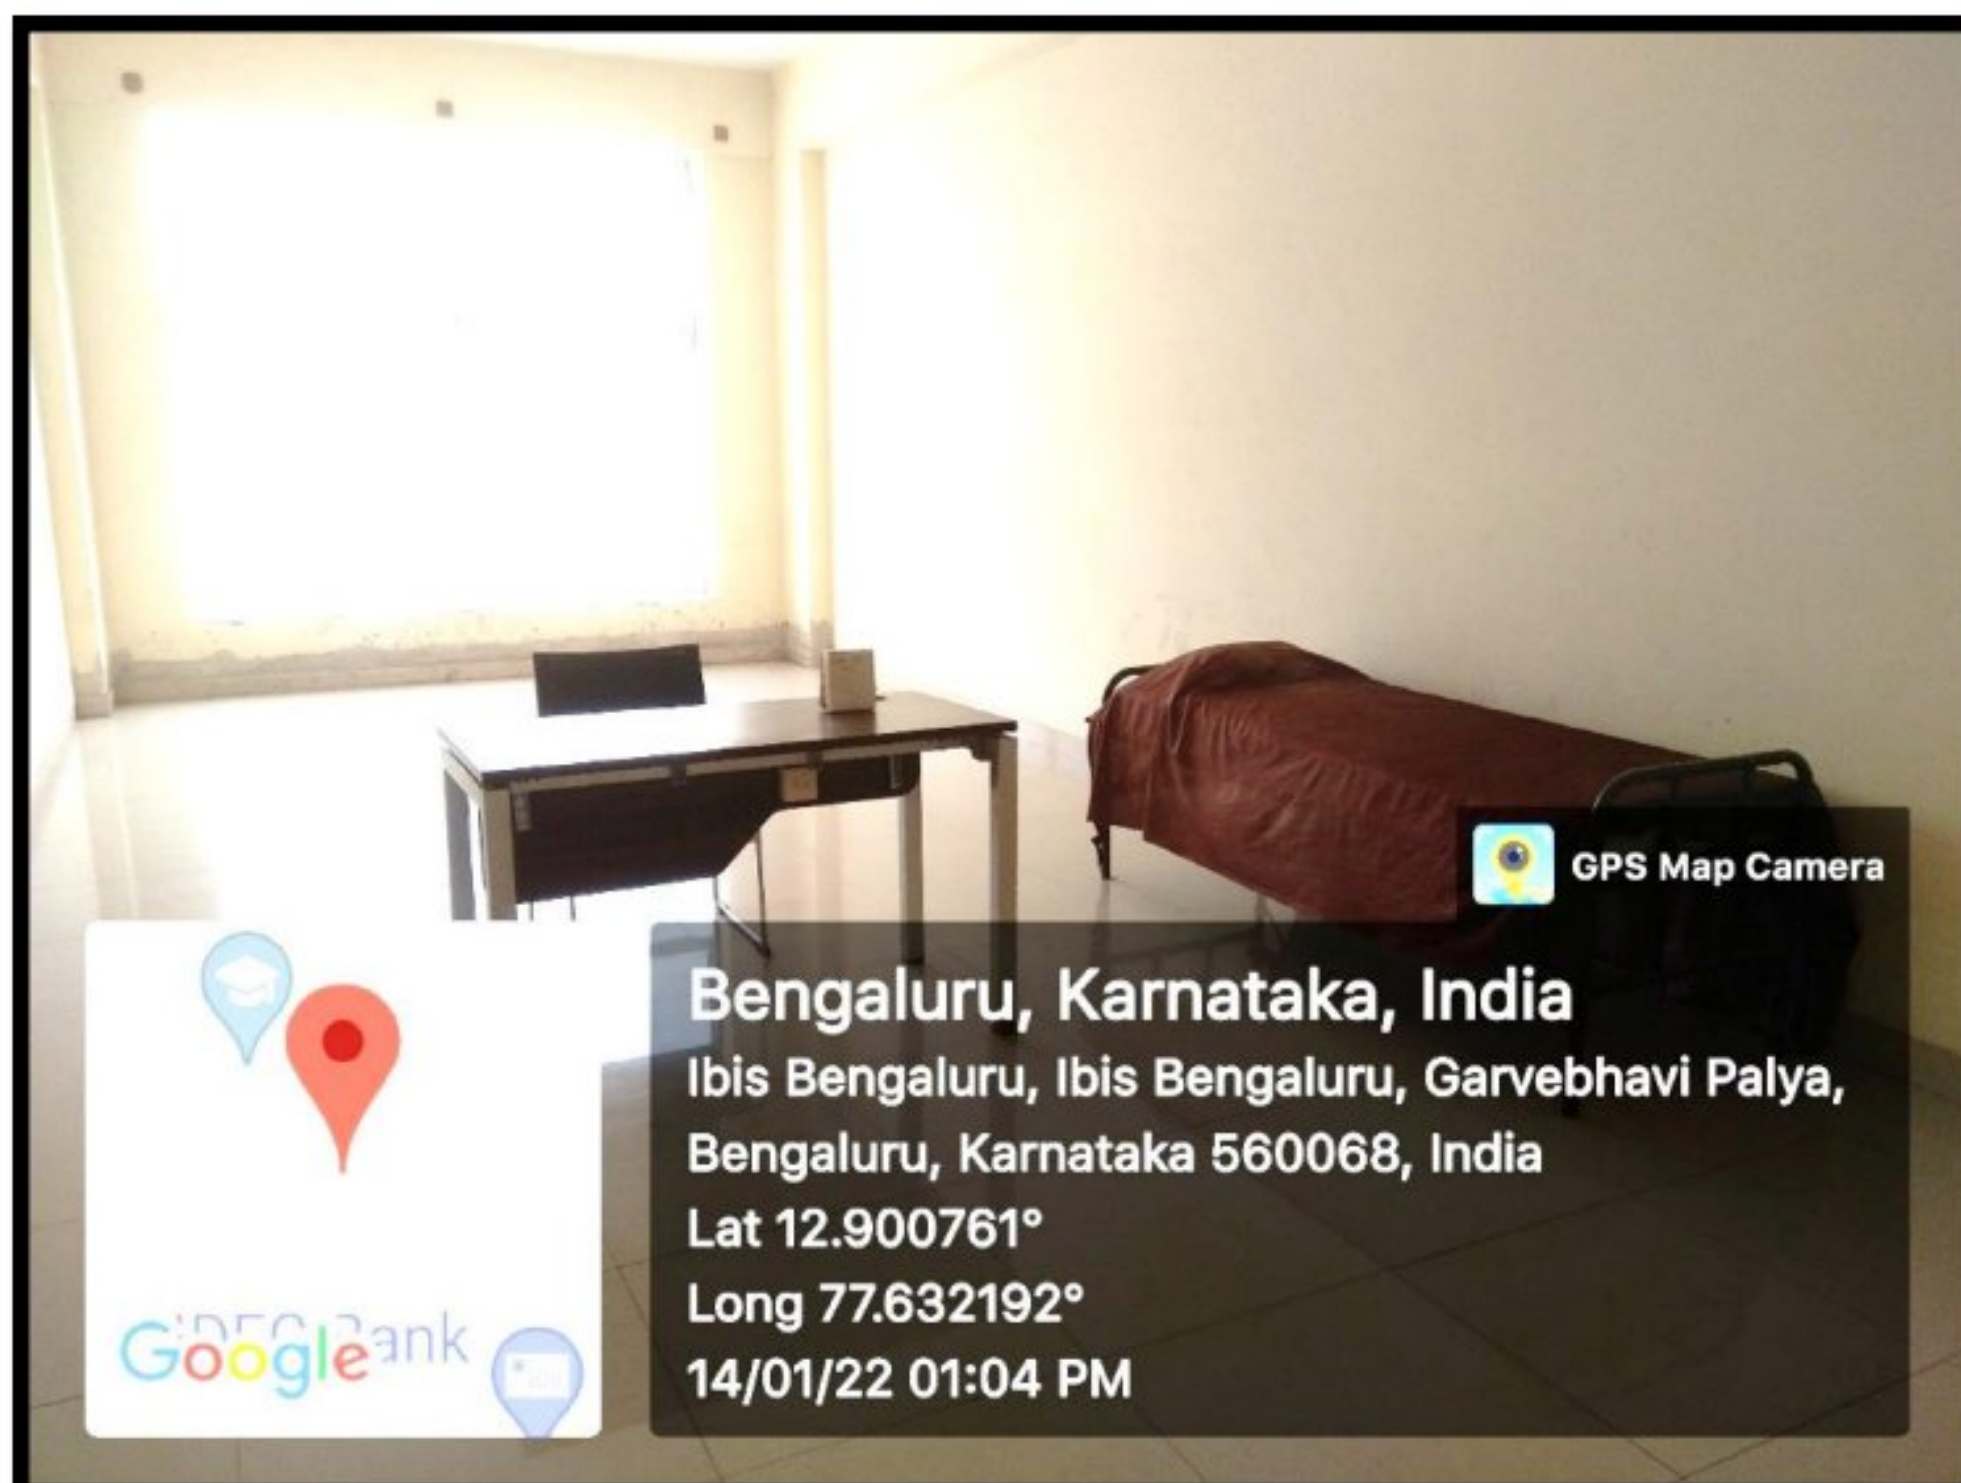 GPS Map Camera
Bengaluru, Karnataka, India
Ibis Bengaluru, Ibis Bengaluru, Garvebhavi Palya,
Bengaluru, Karnataka 560068, India
Lat 12.900761°
Long 77.632192°
14/01/22 01:04 PM
Google